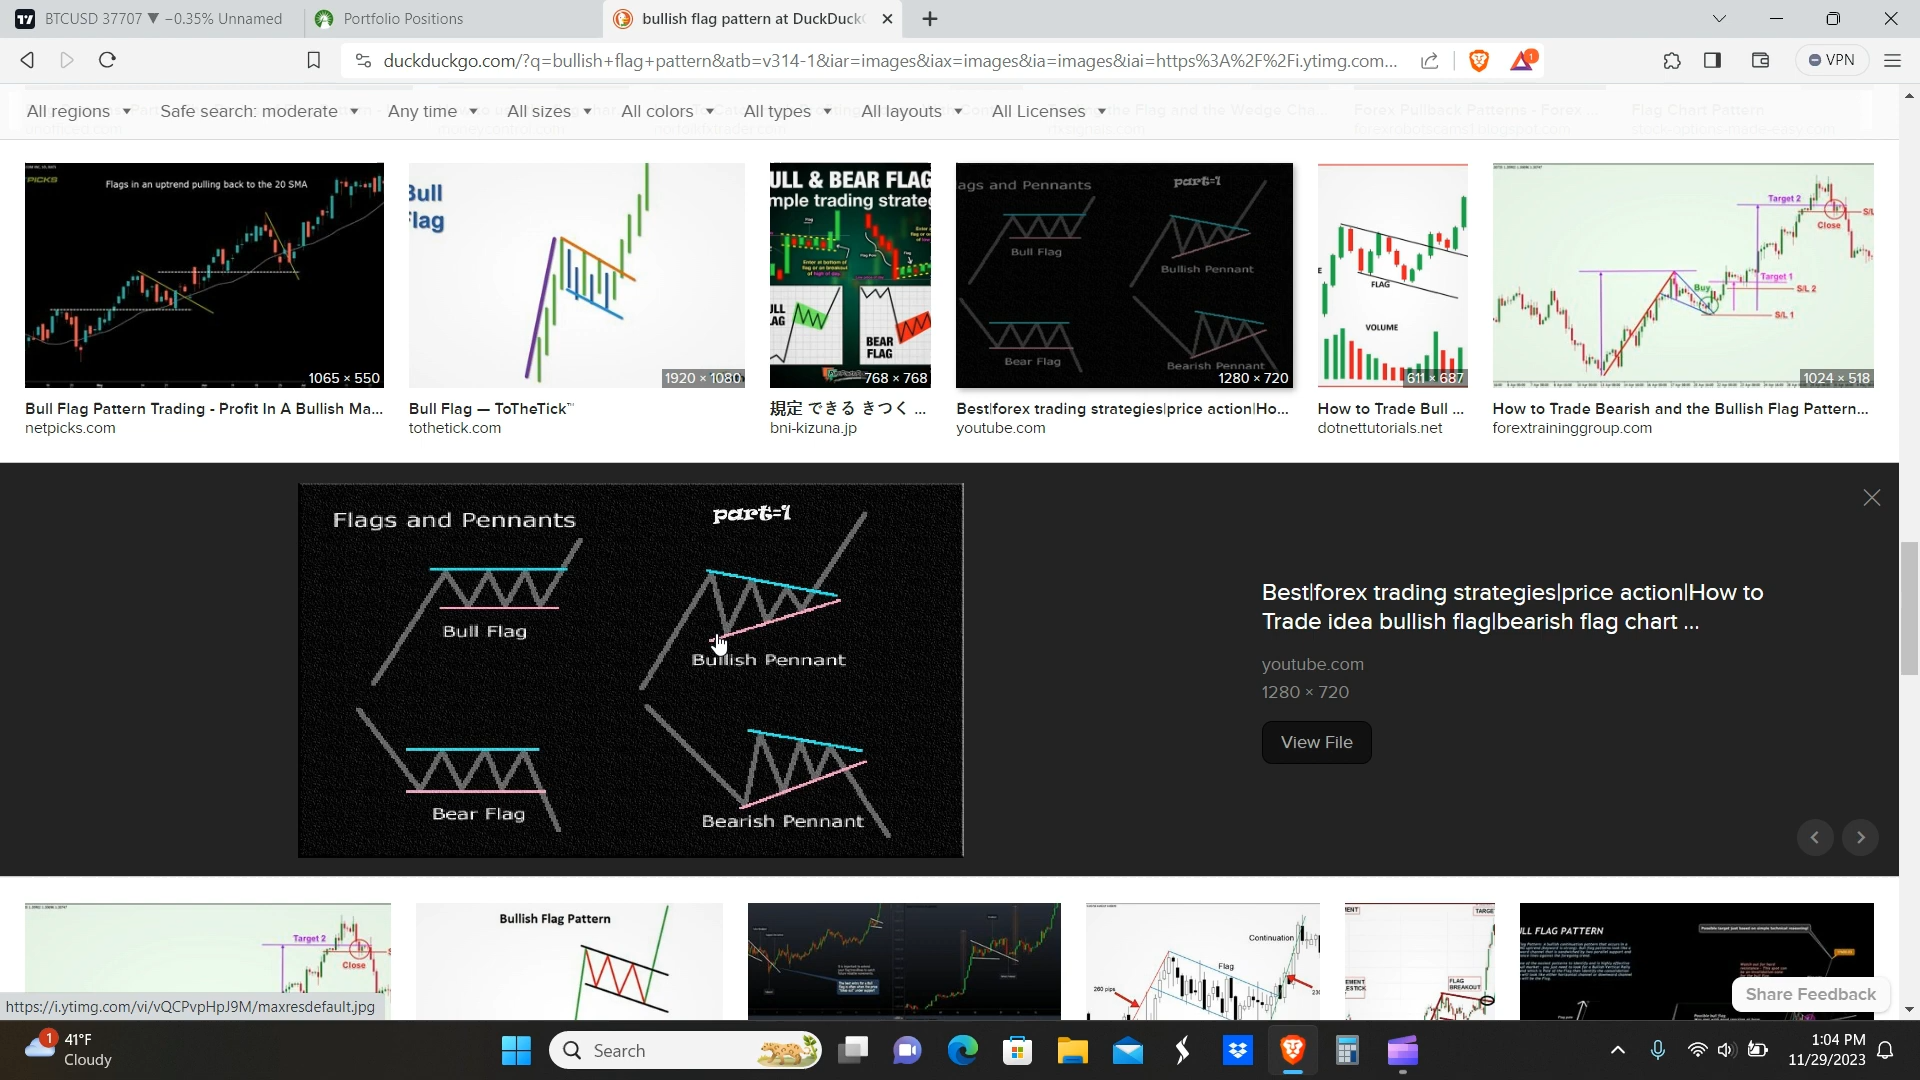 BTCUSD 37707 ▼ −0.35% Unnamed
Portfolio Positions
bullish flag pattern at DuckDuck
duckduckgo.com/?q=bullish+flag+pattern&atb=v314-1&iar=images&iax=images&ia=images&iai=https%3A%2F%2Fi.ytimg.com...
1
VPN
All regions
Safe search: moderate
Any time
All sizes
All colors
All types
All layouts
All Licenses
PICKS
Flags in an uptrend pulling back to the 20 SMA
1065 × 550
Bull Flag Pattern Trading - Profit In A Bullish Ma...
netpicks.com
Bull
Flag
1920 × 1080
Bull Flag — ToTheTick™
tothetick.com
ULL & BEAR FLAG
mple trading strate
BEAR
FLAG
768 × 768
規定 できる きつく ...
bni-kizuna.jp
ags and Pennants
part=1
Bull Flag
Bullish Pennant
Bear Flag
Bearish Pennant
1280 × 720
Best|forex trading strategies|price action|Ho...
youtube.com
FLAG
VOLUME
611 × 687
How to Trade Bull ...
dotnettutorials.net
Target 2
S/L
Close
Target 1
Buy
S/L 2
S/L 1
1024 × 518
How to Trade Bearish and the Bullish Flag Pattern...
forextraininggroup.com
Flags and Pennants
part=1
Bull Flag
Bullish Pennant
Bear Flag
Bearish Pennant
Best|forex trading strategies|price action|How to
Trade idea bullish flag|bearish flag chart ...
youtube.com
1280 × 720
View File
Target 2
Close
Bullish Flag Pattern
Continuation
Flag
260 pips
FLAG
BREAKOUT
ULL FLAG PATTERN
Share Feedback
https://i.ytimg.com/vi/vQCPvpHpJ9M/maxresdefault.jpg
1
41°F
Cloudy
Search
1:04 PM
11/29/2023